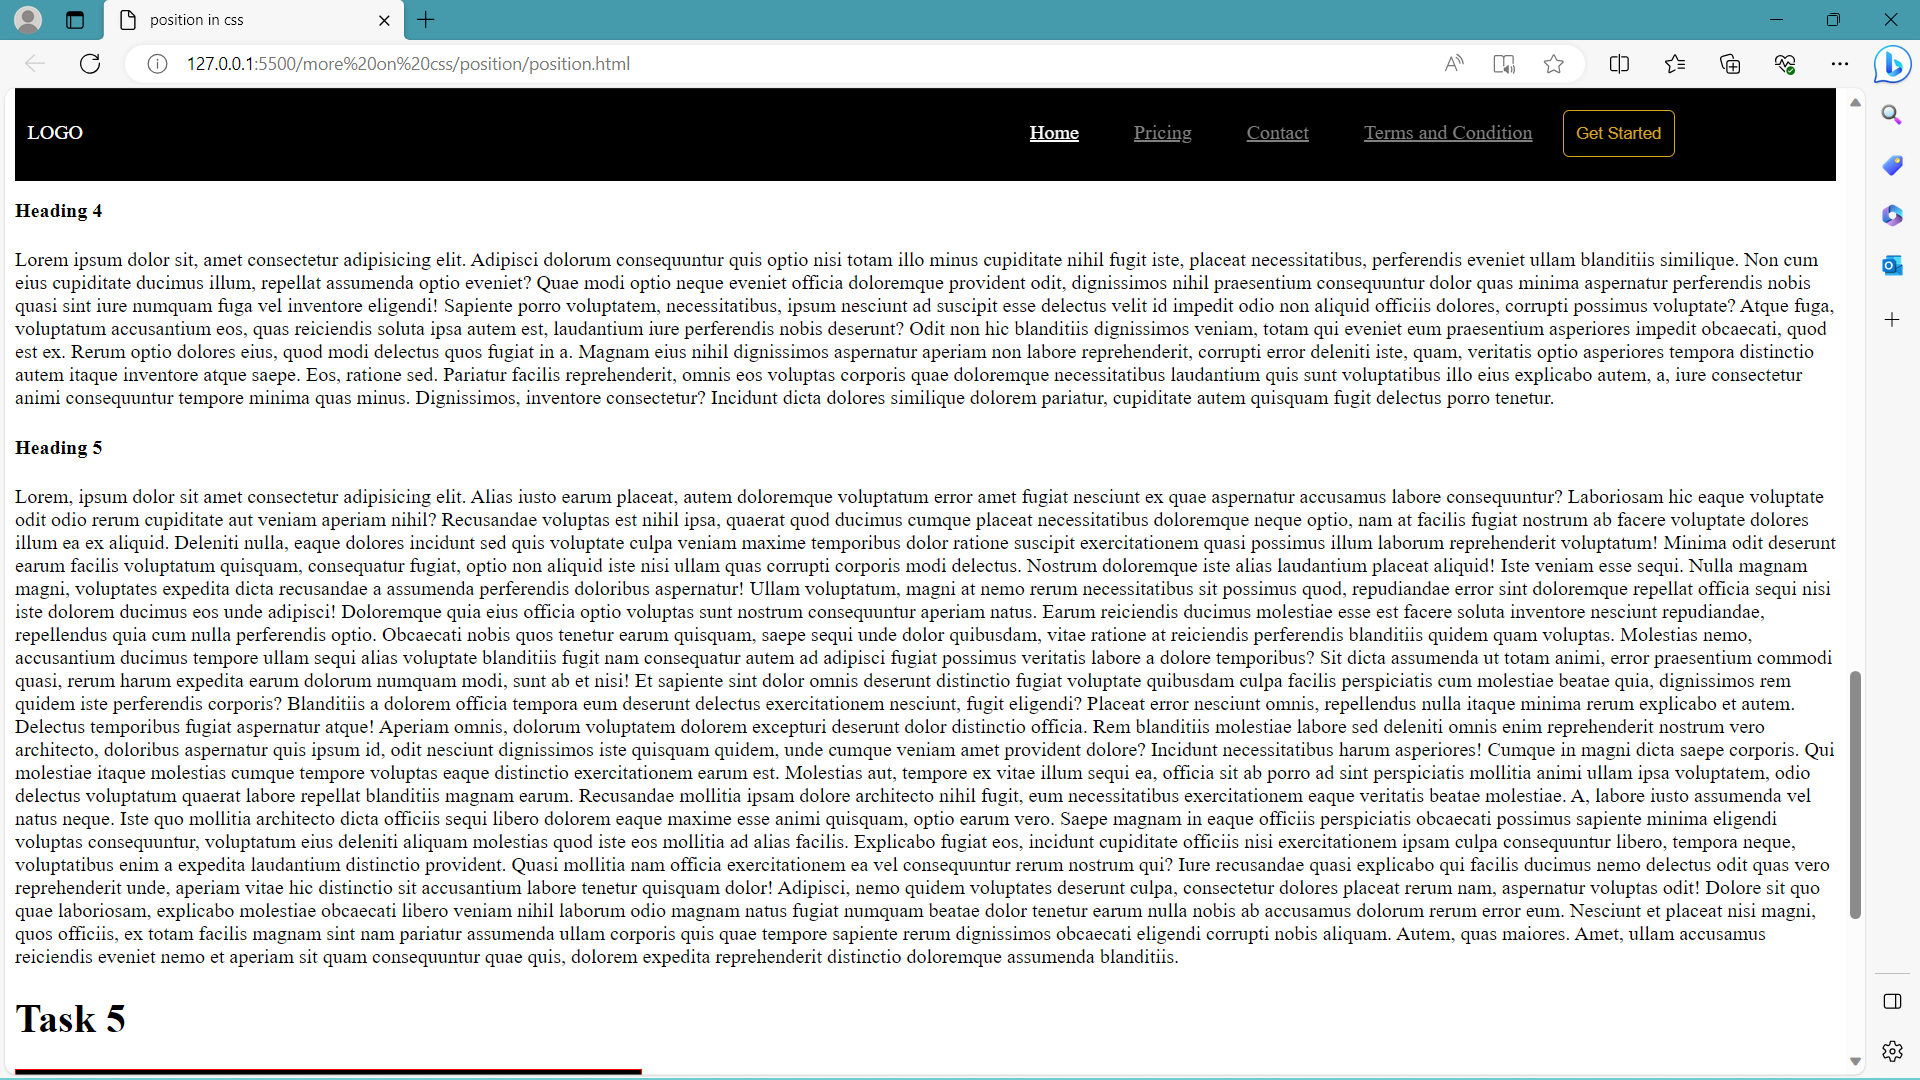 position in css
127.0.0.1:5500/more%20on%20css/position/position.html
LOGO Home Pricing Contact Terms and Condition Get Started
Heading 4
Lorem ipsum dolor sit, amet consectetur adipisicing elit. Adipisci dolorum consequuntur quis optio nisi totam illo minus cupiditate nihil fugit iste, placeat necessitatibus, perferendis eveniet ullam blanditiis similique. Non cum
eius cupiditate ducimus illum, repellat assumenda optio eveniet? Quae modi optio neque eveniet officia doloremque provident odit, dignissimos nihil praesentium consequuntur dolor quas minima aspernatur perferendis nobis
quasi sint iure numquam fuga vel inventore eligendi! Sapiente porro voluptatem, necessitatibus, ipsum nesciunt ad suscipit esse delectus velit id impedit odio non aliquid officiis dolores, corrupti possimus voluptate? Atque fuga,
voluptatum accusantium eos, quas reiciendis soluta ipsa autem est, laudantium iure perferendis nobis deserunt? Odit non hic blanditiis dignissimos veniam, totam qui eveniet eum praesentium asperiores impedit obcaecati, quod
est ex. Rerum optio dolores eius, quod modi delectus quos fugiat in a. Magnam eius nihil dignissimos aspernatur aperiam non labore reprehenderit, corrupti error deleniti iste, quam, veritatis optio asperiores tempora distinctio
autem itaque inventore atque saepe. Eos, ratione sed. Pariatur facilis reprehenderit, omnis eos voluptas corporis quae doloremque necessitatibus laudantium quis sunt voluptatibus illo eius explicabo autem, a, iure consectetur
animi consequuntur tempore minima quas minus. Dignissimos, inventore consectetur? Incidunt dicta dolores similique dolorem pariatur, cupiditate autem quisquam fugit delectus porro tenetur.
Heading 5
Lorem, ipsum dolor sit amet consectetur adipisicing elit. Alias iusto earum placeat, autem doloremque voluptatum error amet fugiat nesciunt ex quae aspernatur accusamus labore consequuntur? Laboriosam hic eaque voluptate
odit odio rerum cupiditate aut veniam aperiam nihil? Recusandae voluptas est nihil ipsa, quaerat quod ducimus cumque placeat necessitatibus doloremque neque optio, nam at facilis fugiat nostrum ab facere voluptate dolores
illum ea ex aliquid. Deleniti nulla, eaque dolores incidunt sed quis voluptate culpa veniam maxime temporibus dolor ratione suscipit exercitationem quasi possimus illum laborum reprehenderit voluptatum! Minima odit deserunt
earum facilis voluptatum quisquam, consequatur fugiat, optio non aliquid iste nisi ullam quas corrupti corporis modi delectus. Nostrum doloremque iste alias laudantium placeat aliquid! Iste veniam esse sequi. Nulla magnam
magni, voluptates expedita dicta recusandae a assumenda perferendis doloribus aspernatur! Ullam voluptatum, magni at nemo rerum necessitatibus sit possimus quod, repudiandae error sint doloremque repellat officia sequi nisi
iste dolorem ducimus eos unde adipisci! Doloremque quia eius officia optio voluptas sunt nostrum consequuntur aperiam natus. Earum reiciendis ducimus molestiae esse est facere soluta inventore nesciunt repudiandae,
repellendus quia cum nulla perferendis optio. Obcaecati nobis quos tenetur earum quisquam, saepe sequi unde dolor quibusdam, vitae ratione at reiciendis perferendis blanditiis quidem quam voluptas. Molestias nemo,
accusantium ducimus tempore ullam sequi alias voluptate blanditiis fugit nam consequatur autem ad adipisci fugiat possimus veritatis labore a dolore temporibus? Sit dicta assumenda ut totam animi, error praesentium commodi
quasi, rerum harum expedita earum dolorum numquam modi, sunt ab et nisi! Et sapiente sint dolor omnis deserunt distinctio fugiat voluptate quibusdam culpa facilis perspiciatis cum molestiae beatae quia, dignissimos rem
quidem iste perferendis corporis? Blanditiis a dolorem officia tempora eum deserunt delectus exercitationem nesciunt, fugit eligendi? Placeat error nesciunt omnis, repellendus nulla itaque minima rerum explicabo et autem.
Delectus temporibus fugiat aspernatur atque! Aperiam omnis, dolorum voluptatem dolorem excepturi deserunt dolor distinctio officia. Rem blanditiis molestiae labore sed deleniti omnis enim reprehenderit nostrum vero
architecto, doloribus aspernatur quis ipsum id, odit nesciunt dignissimos iste quisquam quidem, unde cumque veniam amet provident dolore? Incidunt necessitatibus harum asperiores! Cumque in magni dicta saepe corporis. Qui
molestiae itaque molestias cumque tempore voluptas eaque distinctio exercitationem earum est. Molestias aut, tempore ex vitae illum sequi ea, officia sit ab porro ad sint perspiciatis mollitia animi ullam ipsa voluptatem, odio
delectus voluptatum quaerat labore repellat blanditiis magnam earum. Recusandae mollitia ipsam dolore architecto nihil fugit, eum necessitatibus exercitationem eaque veritatis beatae molestiae. A, labore iusto assumenda vel
natus neque. Iste quo mollitia architecto dicta officiis sequi libero dolorem eaque maxime esse animi quisquam, optio earum vero. Saepe magnam in eaque officiis perspiciatis obcaecati possimus sapiente minima eligendi
voluptas consequuntur, voluptatum eius deleniti aliquam molestias quod iste eos mollitia ad alias facilis. Explicabo fugiat eos, incidunt cupiditate officiis nisi exercitationem ipsam culpa consequuntur libero, tempora neque,
voluptatibus enim a expedita laudantium distinctio provident. Quasi mollitia nam officia exercitationem ea vel consequuntur rerum nostrum qui? Iure recusandae quasi explicabo qui facilis ducimus nemo delectus odit quas vero
reprehenderit unde, aperiam vitae hic distinctio sit accusantium labore tenetur quisquam dolor! Adipisci, nemo quidem voluptates deserunt culpa, consectetur dolores placeat rerum nam, aspernatur voluptas odit! Dolore sit quo
quae laboriosam, explicabo molestiae obcaecati libero veniam nihil laborum odio magnam natus fugiat numquam beatae dolor tenetur earum nulla nobis ab accusamus dolorum rerum error eum. Nesciunt et placeat nisi magni,
quos officiis, ex totam facilis magnam sint nam pariatur assumenda ullam corporis quis quae tempore sapiente rerum dignissimos obcaecati eligendi corrupti nobis aliquam. Autem, quas maiores. Amet, ullam accusamus
reiciendis eveniet nemo et aperiam sit quam consequuntur quae quis, dolorem expedita reprehenderit distinctio doloremque assumenda blanditiis.
Task 5